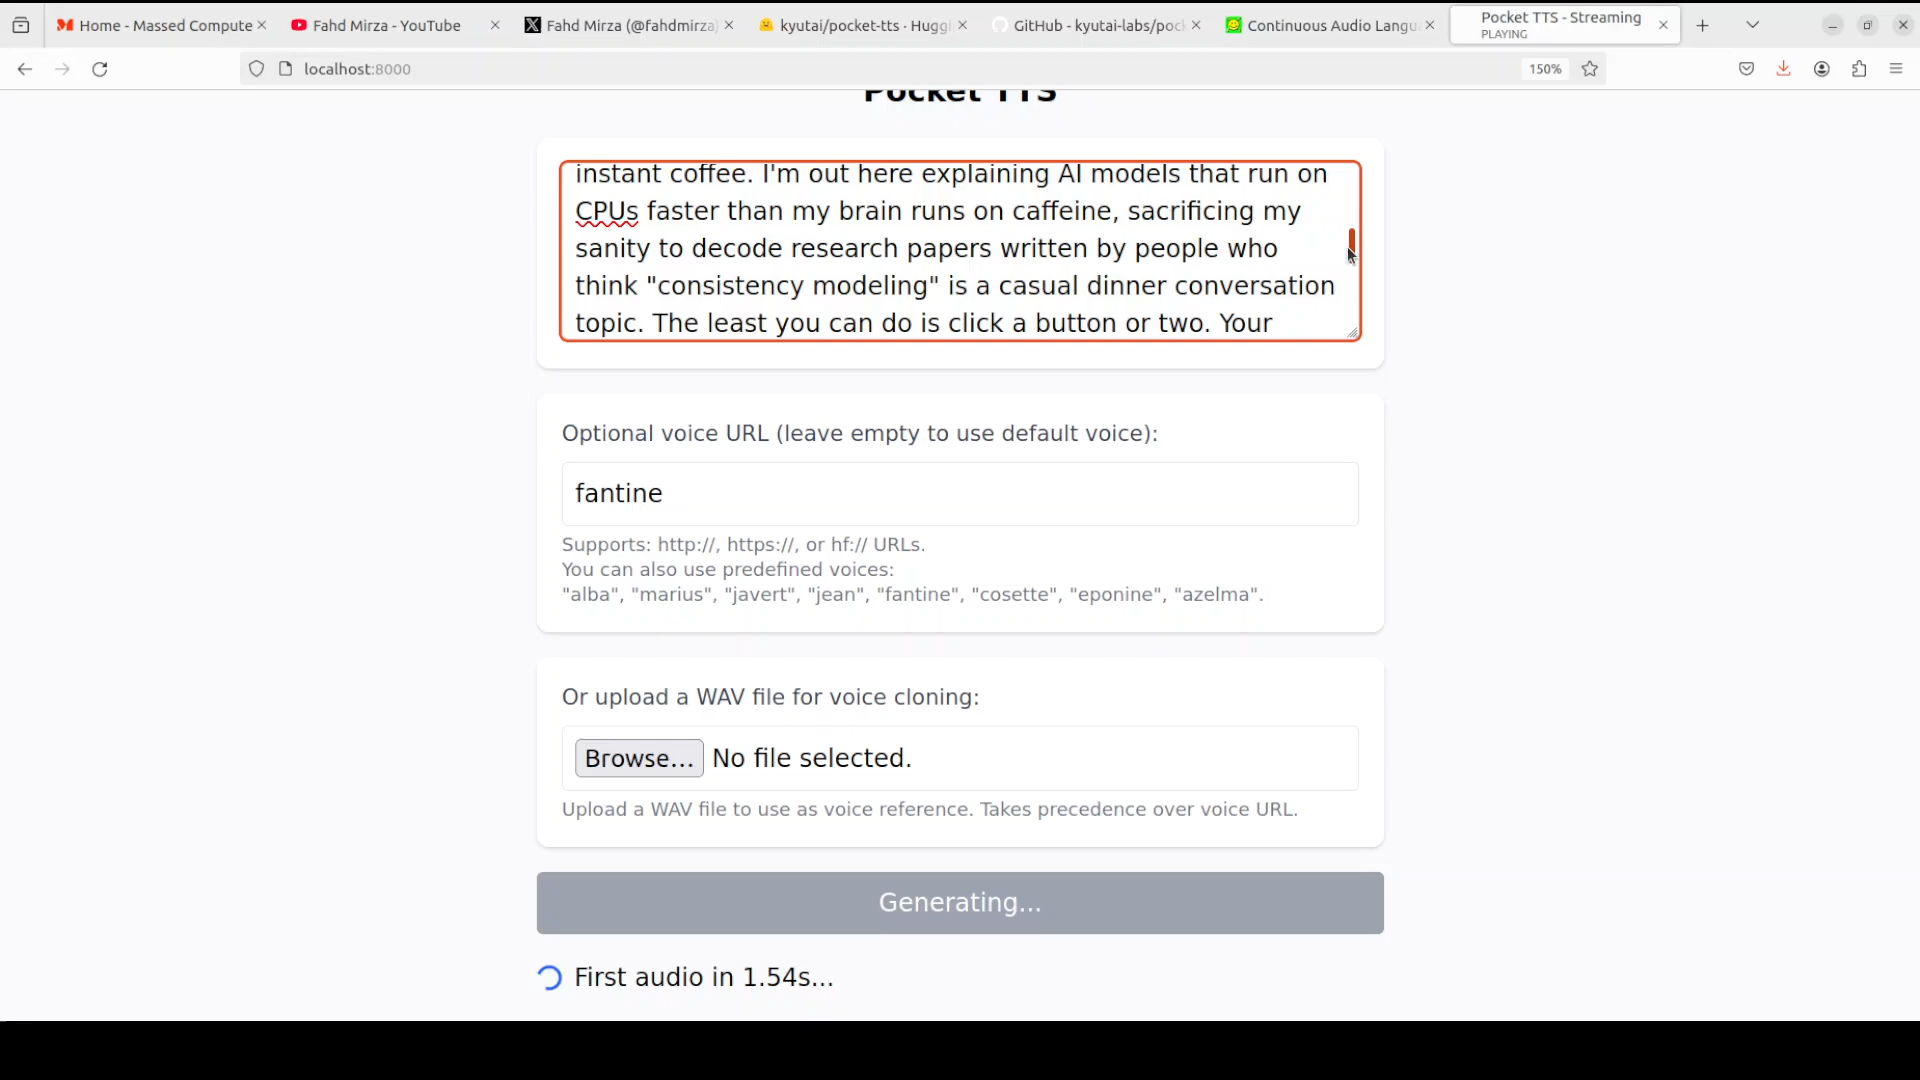 Home - Massed Compute
Fahd Mirza - YouTube
Fahd Mirza (@fahdmirza)
kyutai/pocket-tts · Huggi
GitHub - kyutai-labs/pock
Continuous Audio Langu
Pocket TTS - Streaming
PLAYING
localhost:8000
150%
Pocket TTS
instant coffee. I'm out here explaining AI models that run on
CPUs faster than my brain runs on caffeine, sacrificing my
sanity to decode research papers written by people who
think "consistency modeling" is a casual dinner conversation
topic. The least you can do is click a button or two. Your
Optional voice URL (leave empty to use default voice):
fantine
Supports: http://, https://, or hf:// URLs.
You can also use predefined voices:
"alba", "marius", "javert", "jean", "fantine", "cosette", "eponine", "azelma".
Or upload a WAV file for voice cloning:
Browse... No file selected.
Upload a WAV file to use as voice reference. Takes precedence over voice URL.
Generating...
First audio in 1.54s...